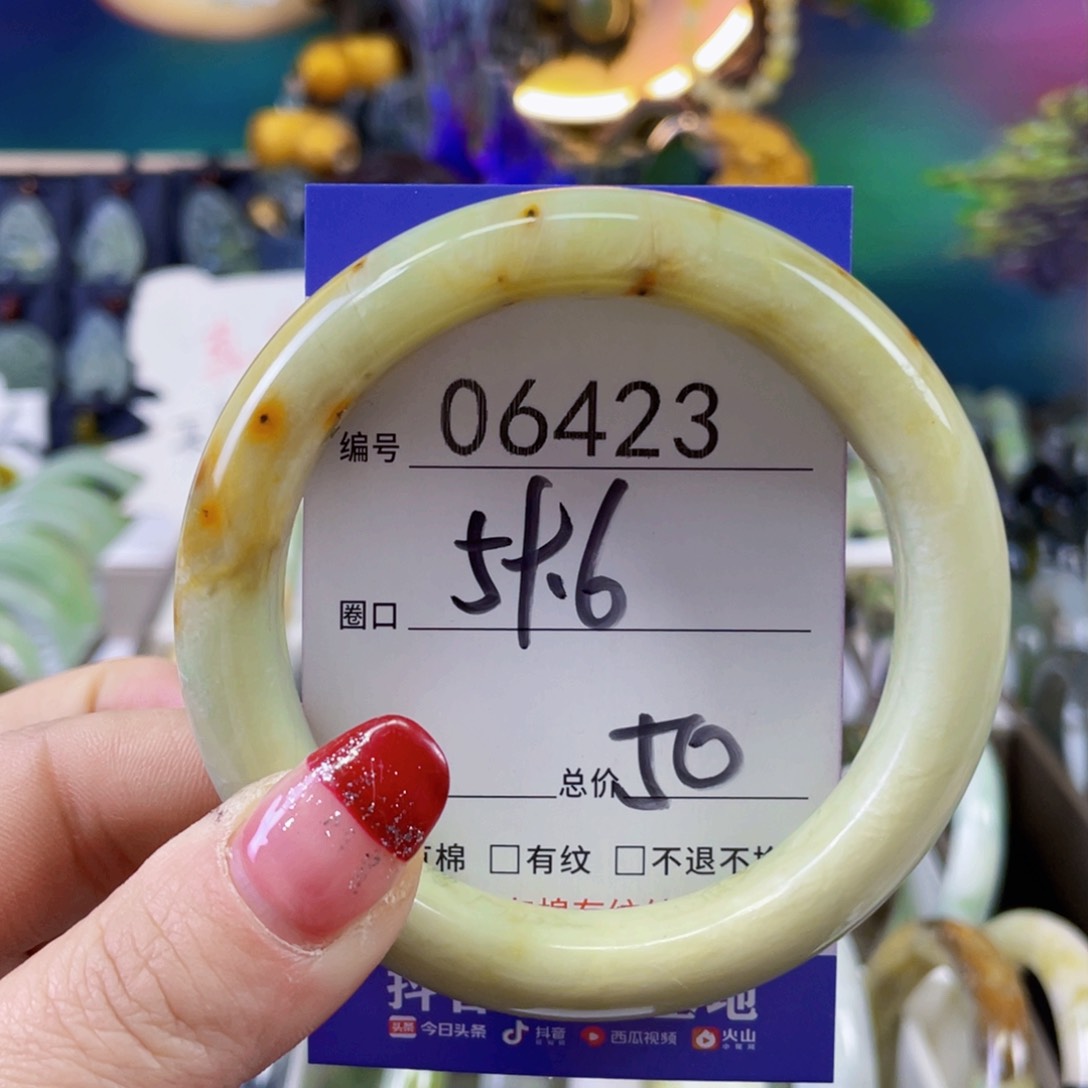 编号 06423
圈口
总价 50
棉 □有纹 □不退不
今日头条 抖音 西瓜视频 火山